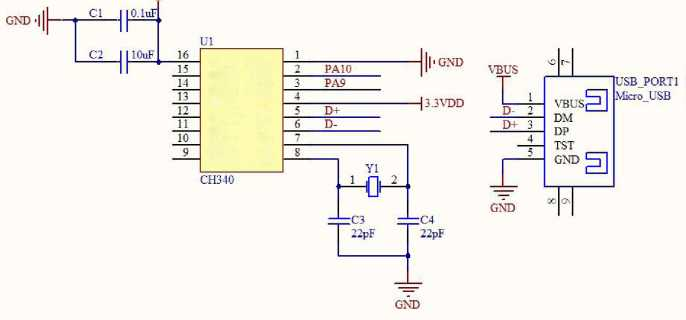 GND
C1
0.1uF
C2
10uF
U1
16
15
14
13
12
11
10
9
1
2
3
4
5
6
7
8
PA10
PA9
3.3VDD
D+
D-
GND
CH340
1
Y1
2
C3
22pF
C4
22pF
GND
VBUS
D-
D+
1
2
3
4
5
VBUS
DM
DP
TST
GND
6
7
8
9
USB_PORT1
Micro_USB
GND